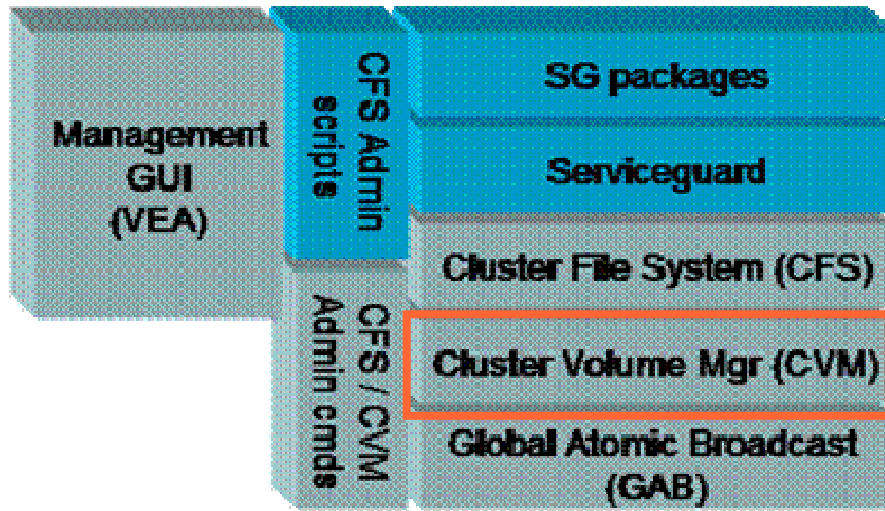 Management
GUI
(VEA)
CFS Admin
scripts
CFS / CVM
Admin cmds
SG packages
Serviceguard
Cluster File System (CFS)
Cluster Volume Mgr (CVM)
Global Atomic Broadcast
(GAB)